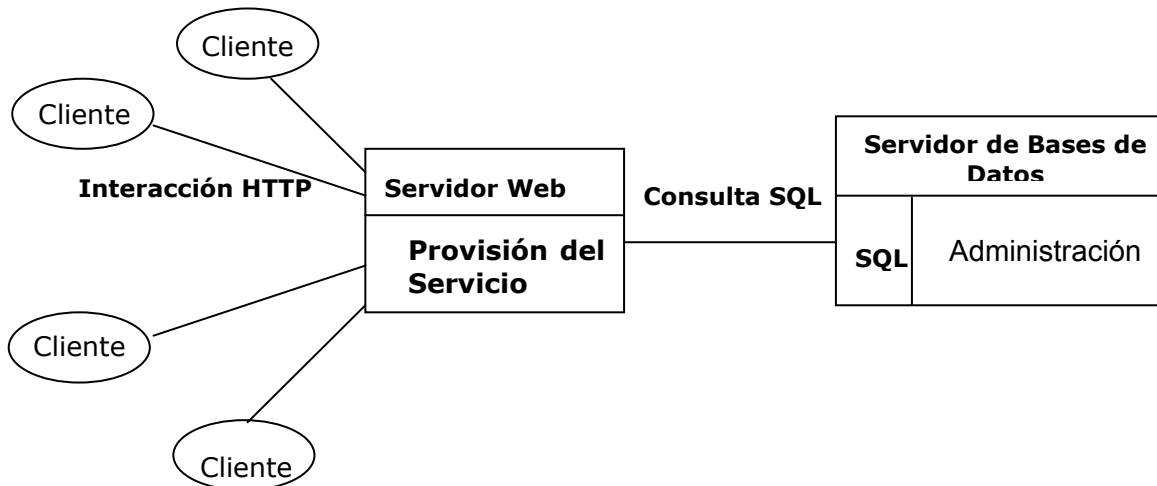 Cliente
Cliente
Interacción HTTP
Servidor Web
Provisión del
Servicio
Consulta SQL
Servidor de Bases de
Datos
SQL
Administración
Cliente
Cliente